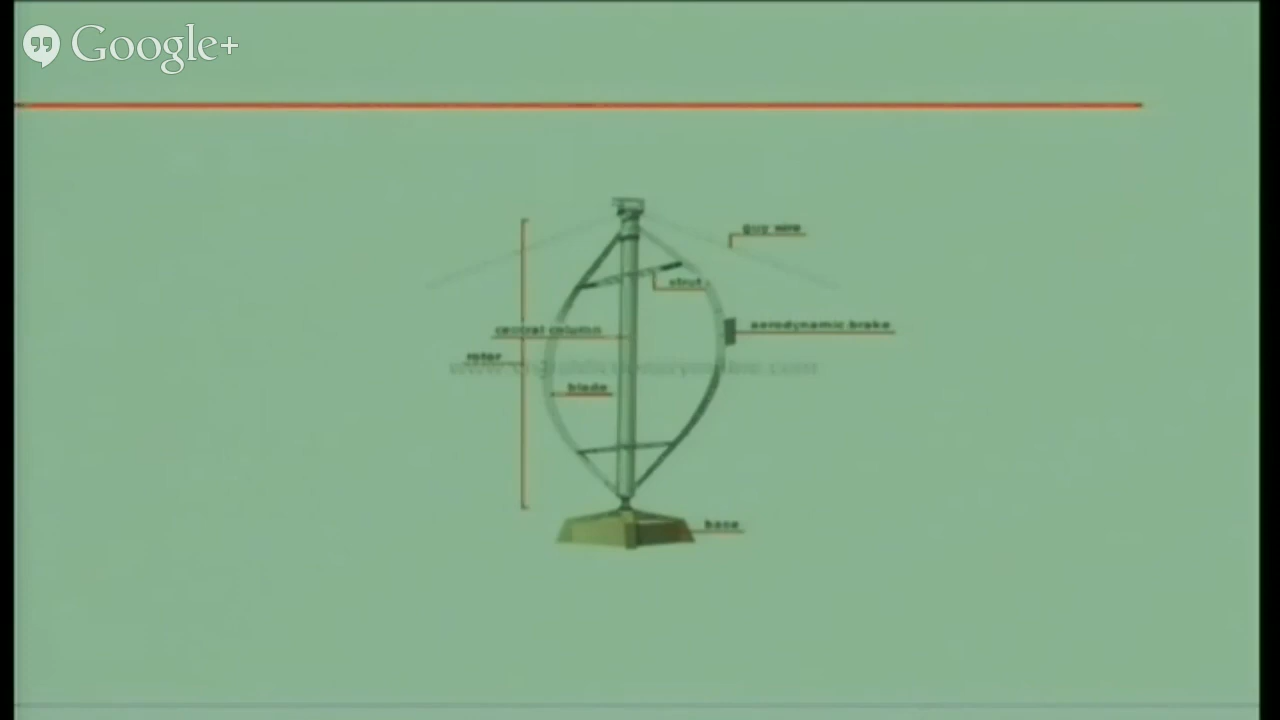 Google+
guy wire
strut
central column
aerodynamic brake
rotor
blade
base